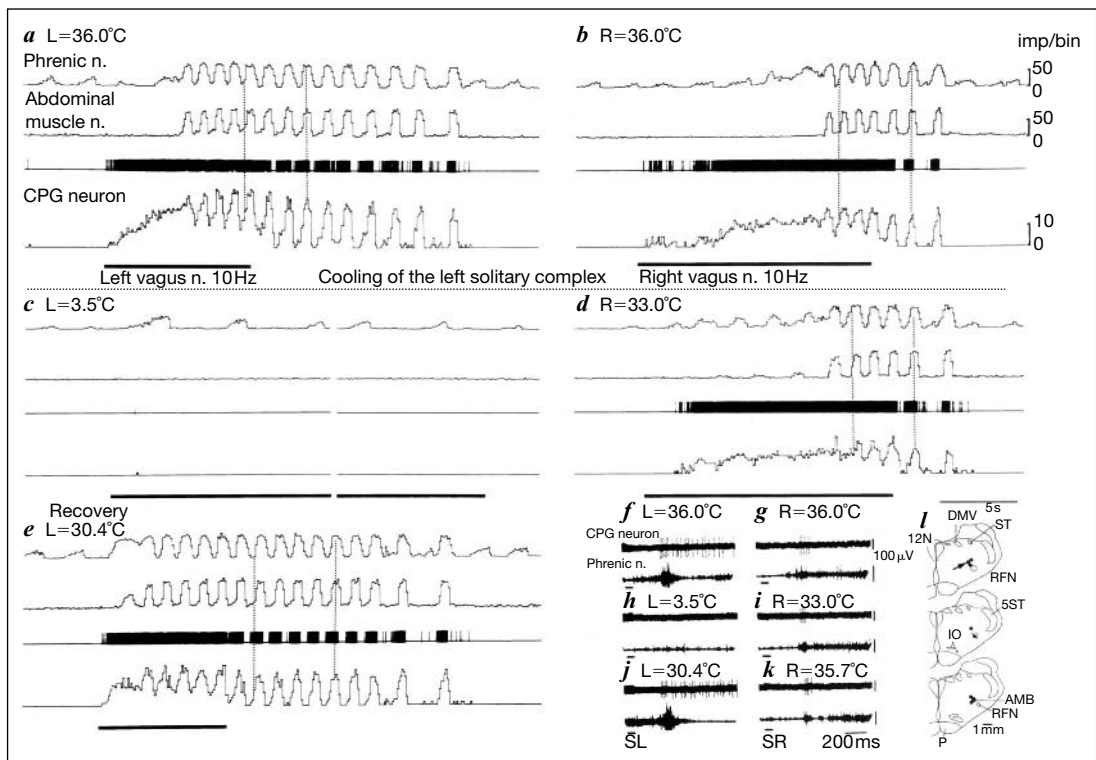 a L=36.0°C
Phrenic n.
Abdominal
muscle n.
CPG neuron
Left vagus n. 10Hz
b R=36.0°C
imp/bin
50
0
50
0
10
0
Right vagus n. 10Hz
Cooling of the left solitary complex
c L=3.5°C
d R=33.0°C
Recovery
e L=30.4°C
5s
f L=36.0°C
g R=36.0°C
CPG neuron
Phrenic n.
100 µV
h L=3.5°C
i R=33.0°C
j L=30.4°C
k R=35.7°C
SL
SR
200ms
l
DMV
ST
12N
RFN
5ST
IO
AMB
RFN
1mm
P